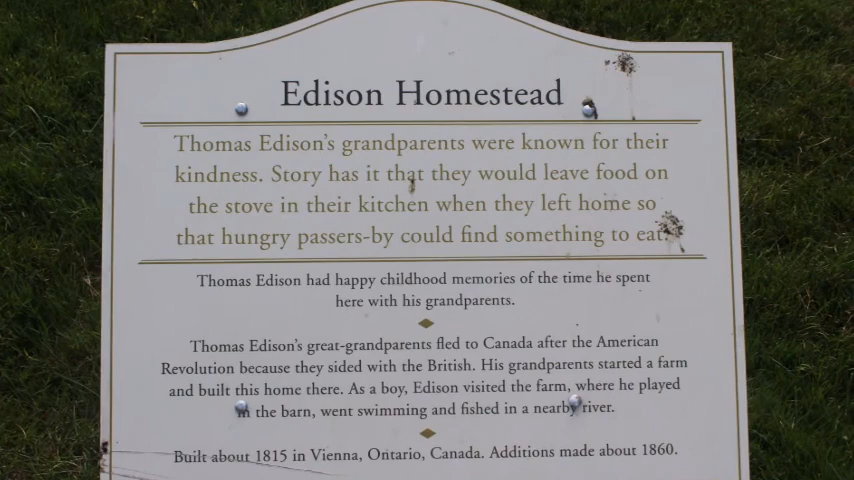 Edison Homestead
Thomas Edison's grandparents were known for their
kindness. Story has it that they would leave food on
the stove in their kitchen when they left home so
that hungry passers-by could find something to eat.
Thomas Edison had happy childhood memories of the time he spent
here with his grandparents.
Thomas Edison's great-grandparents fled to Canada after the American
Revolution because they sided with the British. His grandparents started a farm
and built this home there. As a boy, Edison visited the farm, where he played
in the barn, went swimming and fished in a nearby river.
Built about 1815 in Vienna, Ontario, Canada. Additions made about 1860.